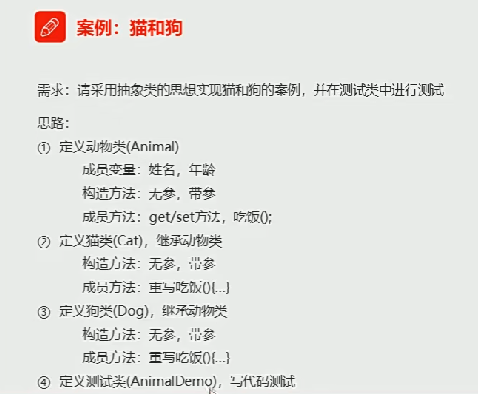 案例：猫和狗
需求：请采用抽象类的思想实现猫和狗的案例，并在测试类中进行测试
思路：
① 定义动物类(Animal)
成员变量：姓名，年龄
构造方法：无参，带参
成员方法：get/set方法，吃饭();
② 定义猫类(Cat)，继承动物类
构造方法：无参，带参
成员方法：重写吃饭(){...}
③ 定义狗类(Dog)，继承动物类
构造方法：无参，带参
成员方法：重写吃饭(){...}
④ 定义测试类(AnimalDemo)，写代码测试